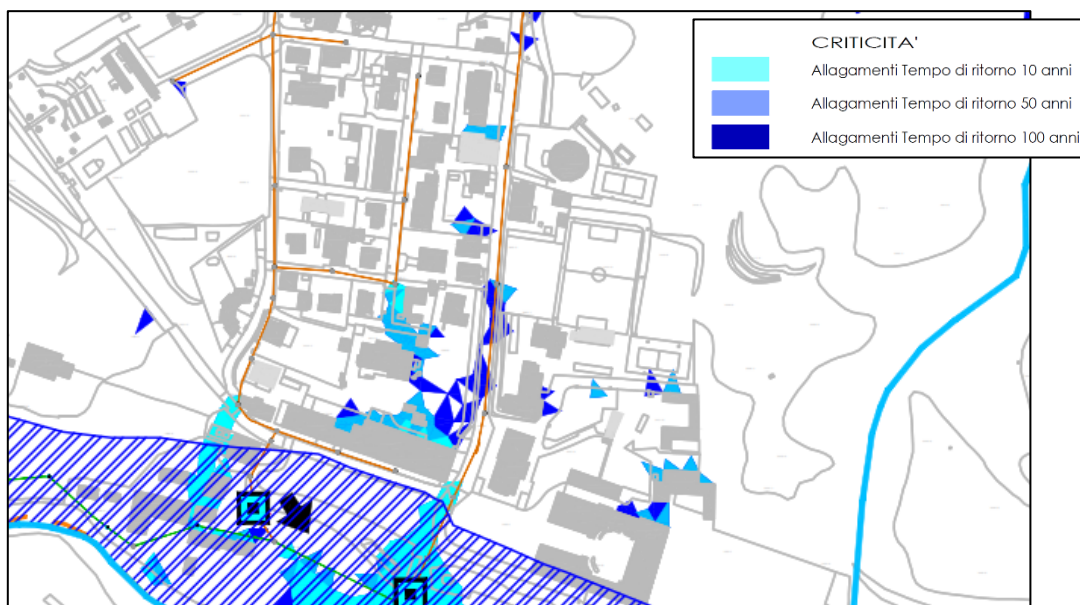 CRITICITA'
Allagamenti Tempo di ritorno 10 anni
Allagamenti Tempo di ritorno 50 anni
Allagamenti Tempo di ritorno 100 anni